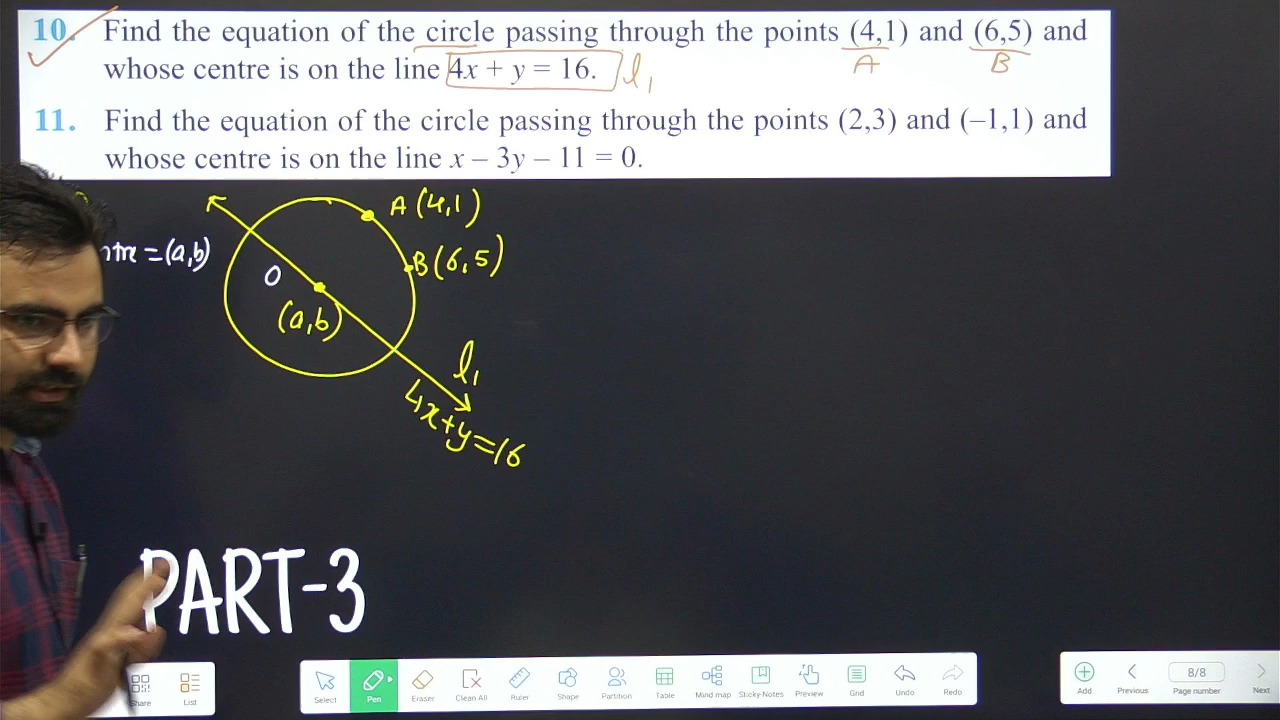 10. Find the equation of the circle passing through the points (4,1) and (6,5) and
whose centre is on the line 4x + y = 16. l₁
A B
11. Find the equation of the circle passing through the points (2,3) and (–1,1) and
whose centre is on the line x – 3y – 11 = 0.
A (4,1)
= (a,b)
B (6,5)
O
(a,b)
l₁
4x+y=16
PART-3
Share List
Select Pen Eraser Clean All Ruler Shape Partition Table Mind map Sticky-Notes Preview Grid Undo Redo
8/8
Add Previous Page number Next